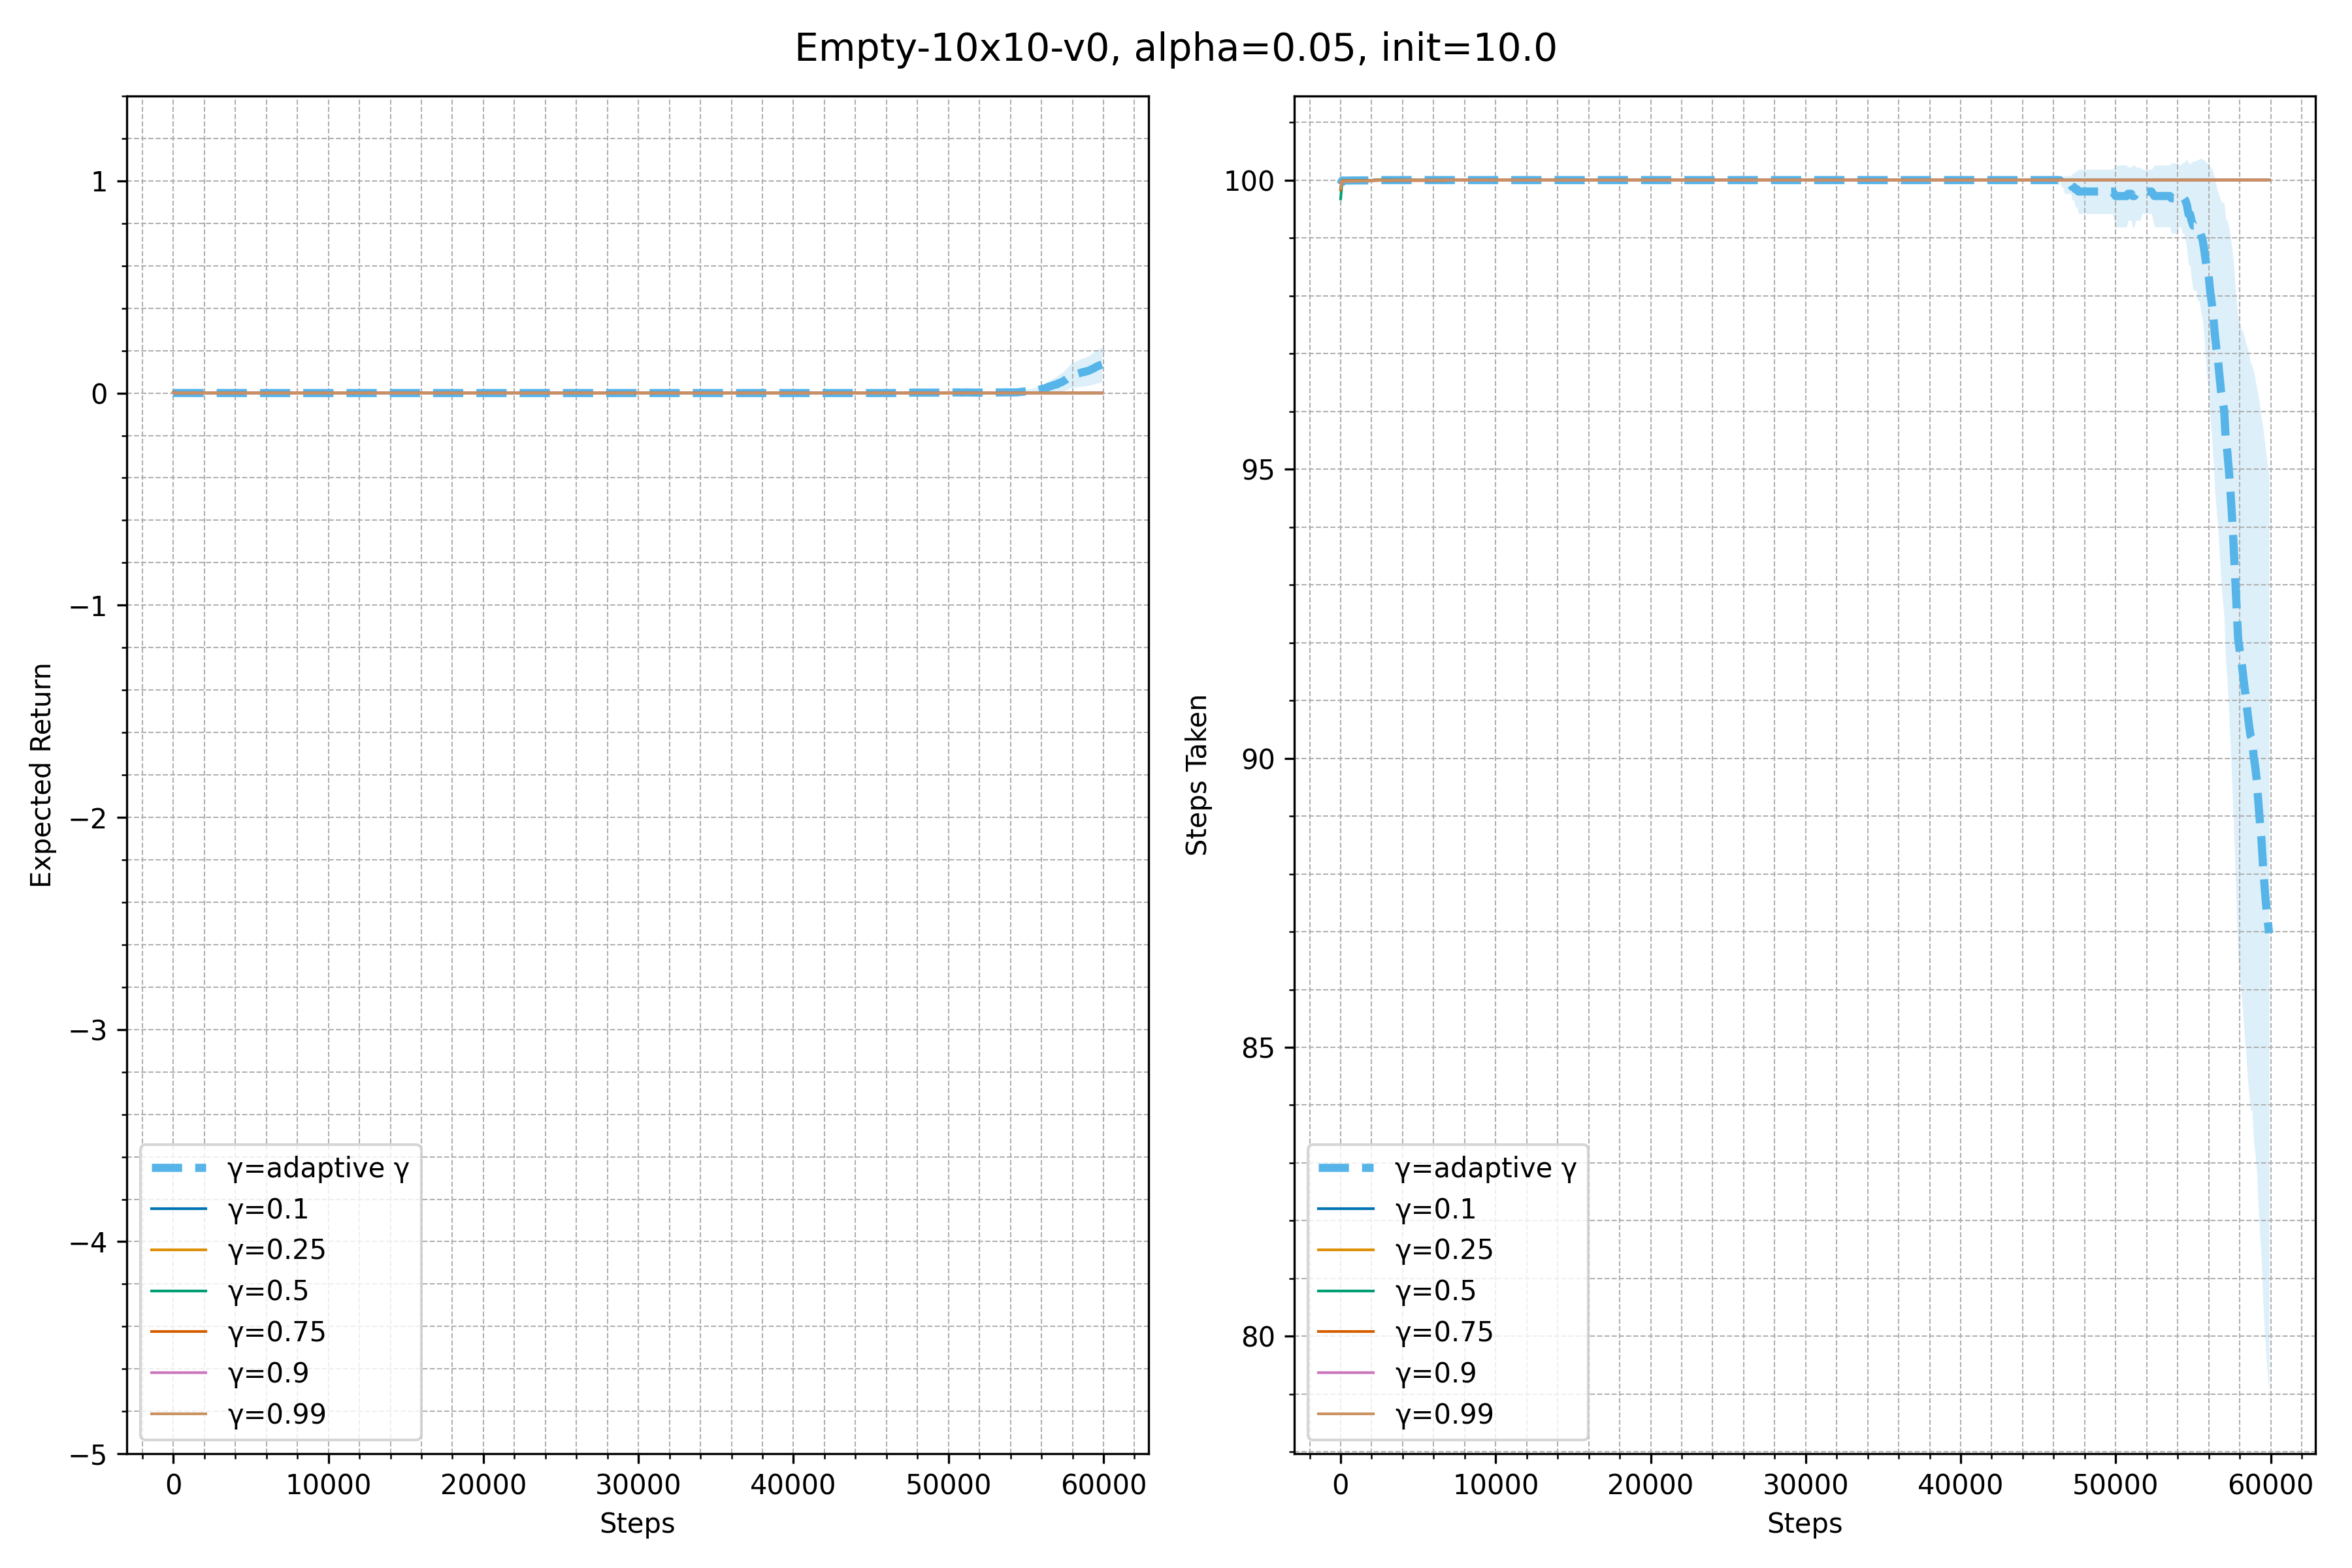 Empty-10x10-v0, alpha=0.05, init=10.0
Expected Return
1
0
−1
−2
−3
−4
−5
γ=adaptive γ
γ=0.1
γ=0.25
γ=0.5
γ=0.75
γ=0.9
γ=0.99
0 10000 20000 30000 40000 50000 60000
Steps
Steps Taken
100
95
90
85
80
γ=adaptive γ
γ=0.1
γ=0.25
γ=0.5
γ=0.75
γ=0.9
γ=0.99
0 10000 20000 30000 40000 50000 60000
Steps